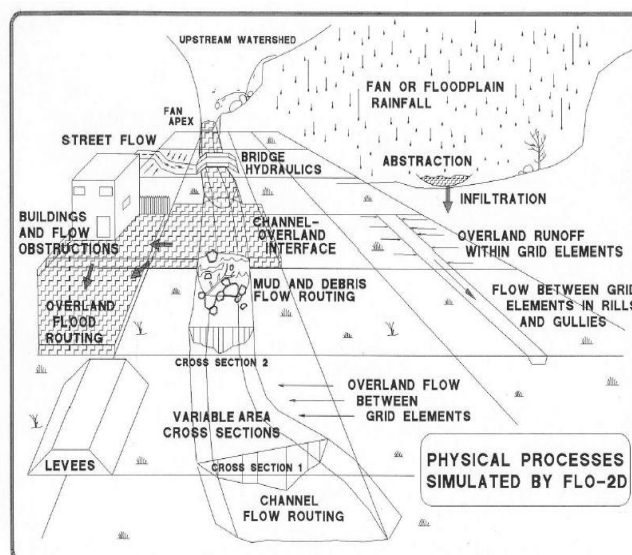 UPSTREAM WATERSHED
FAN OR FLOODPLAIN
RAINFALL
FAN
APEX
STREET FLOW
BRIDGE
HYDRAULICS
ABSTRACTION
INFILTRATION
BUILDINGS
AND FLOW
OBSTRUCTIONS
CHANNEL-
OVERLAND
INTERFACE
OVERLAND RUNOFF
WITHIN GRID ELEMENTS
MUD AND DEBRIS
FLOW ROUTING
FLOW BETWEEN GRID
ELEMENTS IN RILLS
AND GULLIES
OVERLAND
FLOOD
ROUTING
CROSS SECTION 2
OVERLAND FLOW
BETWEEN
GRID ELEMENTS
VARIABLE AREA
CROSS SECTIONS
LEVEES
CROSS SECTION 1
CHANNEL
FLOW ROUTING
PHYSICAL PROCESSES
SIMULATED BY FLO-2D